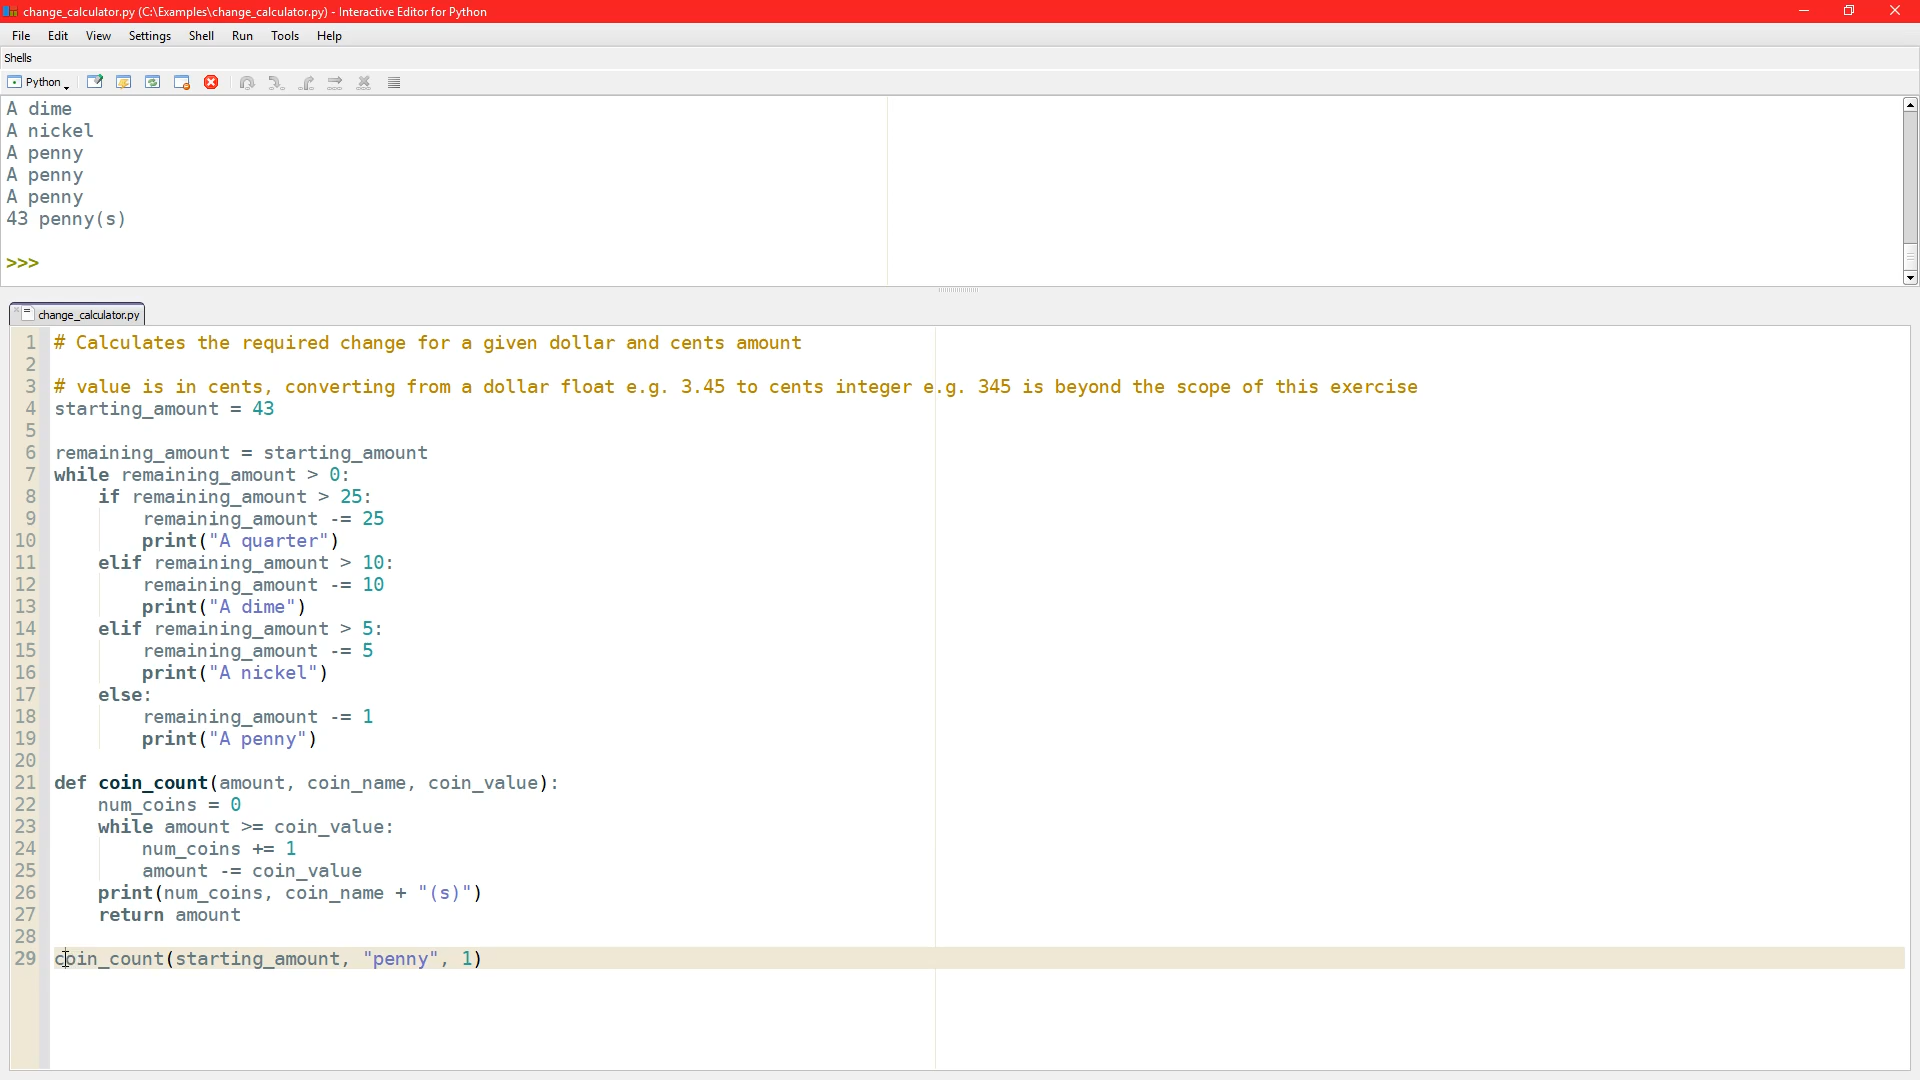 change_calculator.py (C:\Examples\change_calculator.py) - Interactive Editor for Python
File Edit View Settings Shell Run Tools Help
Shells
Python
A dime
A nickel
A penny
A penny
A penny
43 penny(s)
>>>
change_calculator.py
1 # Calculates the required change for a given dollar and cents amount
2
3 # value is in cents, converting from a dollar float e.g. 3.45 to cents integer e.g. 345 is beyond the scope of this exercise
4 starting_amount = 43
5
6 remaining_amount = starting_amount
7 while remaining_amount > 0:
8     if remaining_amount > 25:
9         remaining_amount -= 25
10         print("A quarter")
11     elif remaining_amount > 10:
12         remaining_amount -= 10
13         print("A dime")
14     elif remaining_amount > 5:
15         remaining_amount -= 5
16         print("A nickel")
17     else:
18         remaining_amount -= 1
19         print("A penny")
20
21 def coin_count(amount, coin_name, coin_value):
22     num_coins = 0
23     while amount >= coin_value:
24         num_coins += 1
25         amount -= coin_value
26     print(num_coins, coin_name + "(s)")
27     return amount
28
29 coin_count(starting_amount, "penny", 1)